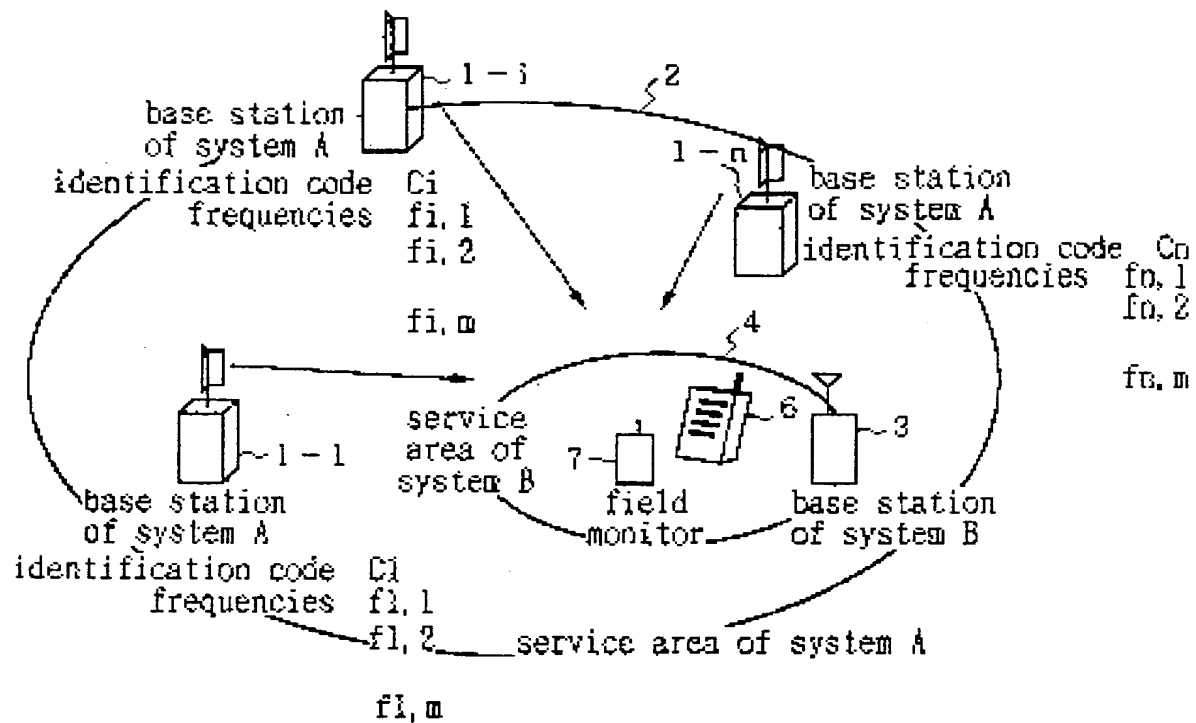 1-i
2
base station
of system A
identification code Ci
frequencies fi, 1
fi, 2
fi, m
1-n
base station
of system A
identification code Cn
frequencies fn, 1
fn, 2
fn, m
4
service
area of
system B
6
7
3
field
monitor
base station
of system B
1-1
base station
of system A
identification code C1
frequencies f1, 1
f1, 2
f1, m
service area of system A